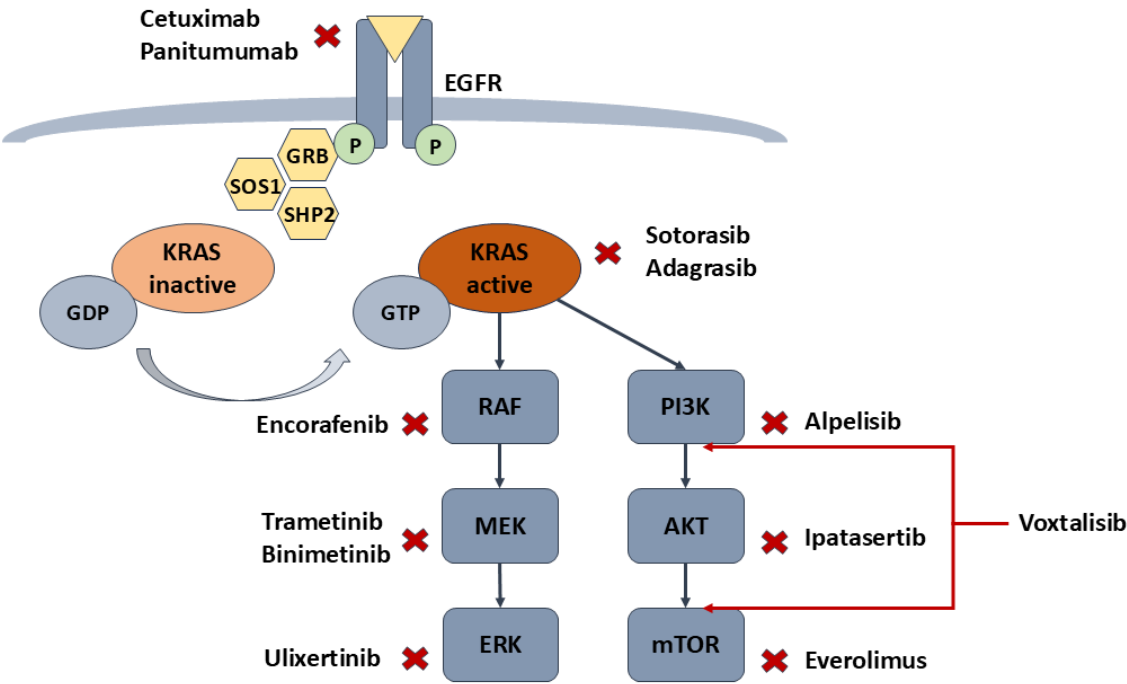 Cetuximab
Panitumumab
EGFR
P
P
GRB
SOS1
SHP2
KRAS
inactive
GDP
KRAS
active
GTP
Sotorasib
Adagrasib
RAF
PI3K
Encorafenib
Alpelisib
Trametinib
Binimetinib
MEK
AKT
Ipatasertib
Voxtalisib
Ulixertinib
ERK
mTOR
Everolimus